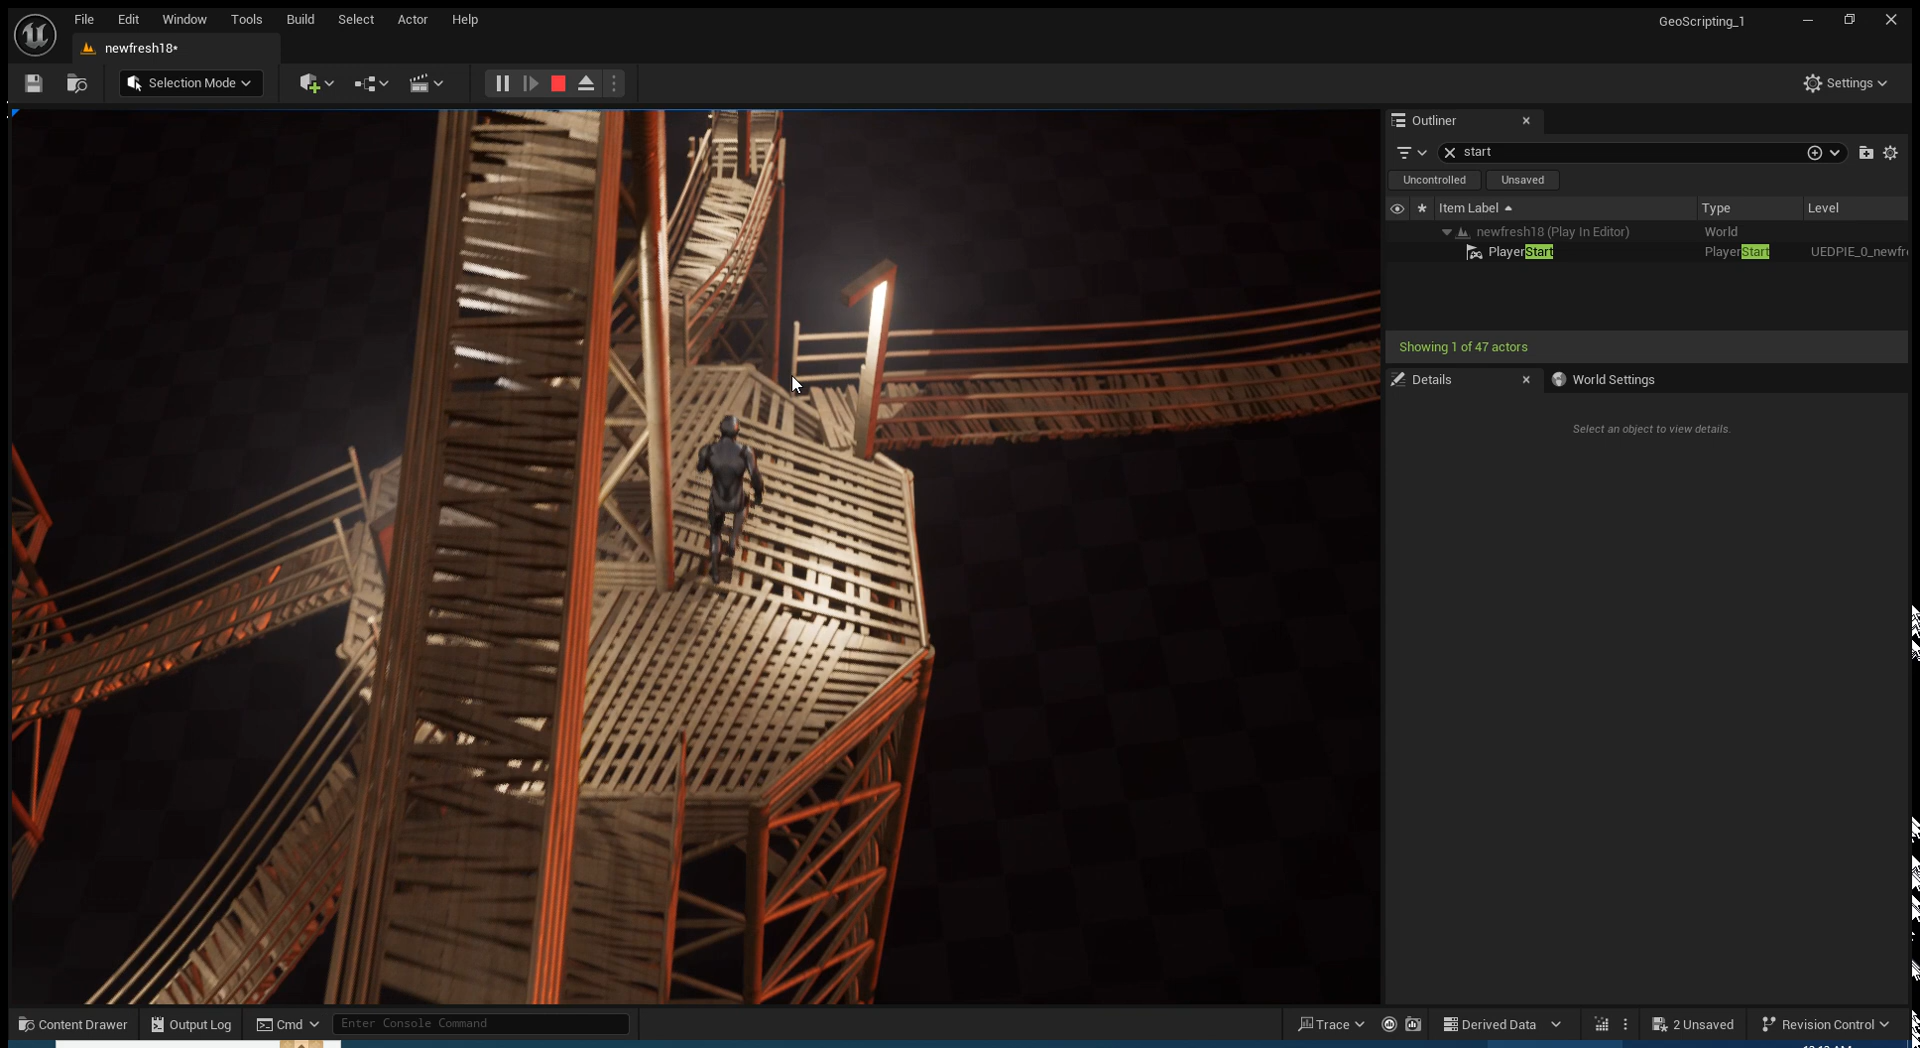 File Edit Window Tools Build Select Actor Help
GeoScripting_1
newfresh18*
Selection Mode
Settings
Outliner
start
Uncontrolled Unsaved
Item Label Type Level
newfresh18 (Play In Editor) World
PlayerStart PlayerStart UEDPIE_0_newfr
Showing 1 of 47 actors
Details World Settings
Select an object to view details.
Content Drawer Output Log Cmd Enter Console Command Trace Derived Data 2 Unsaved Revision Control